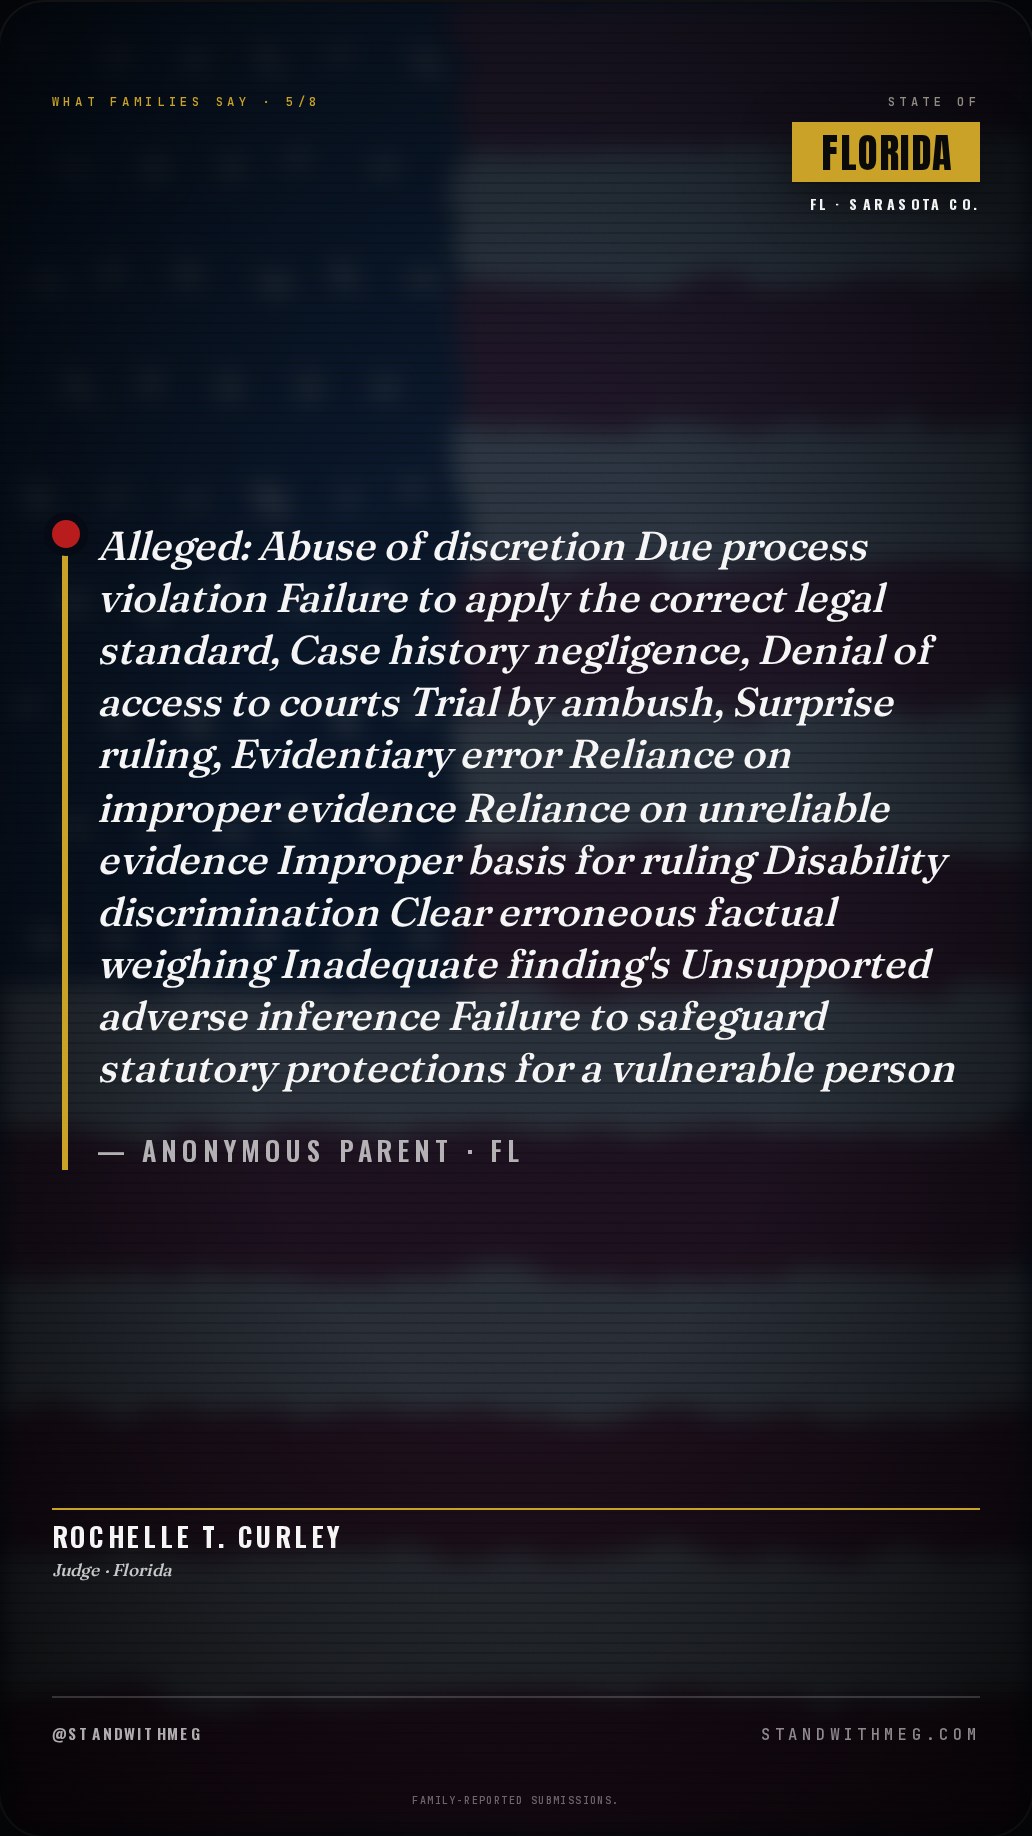 WHAT FAMILIES SAY · 5/8
STATE OF
FLORIDA
FL · SARASOTA CO.
Alleged: Abuse of discretion Due process
violation Failure to apply the correct legal
standard, Case history negligence, Denial of
access to courts Trial by ambush, Surprise
ruling, Evidentiary error Reliance on
improper evidence Reliance on unreliable
evidence Improper basis for ruling Disability
discrimination Clear erroneous factual
weighing Inadequate finding's Unsupported
adverse inference Failure to safeguard
statutory protections for a vulnerable person
— ANONYMOUS PARENT · FL
ROCHELLE T. CURLEY
Judge · Florida
@STANDWITHMEG
STANDWITHMEG.COM
FAMILY-REPORTED SUBMISSIONS.